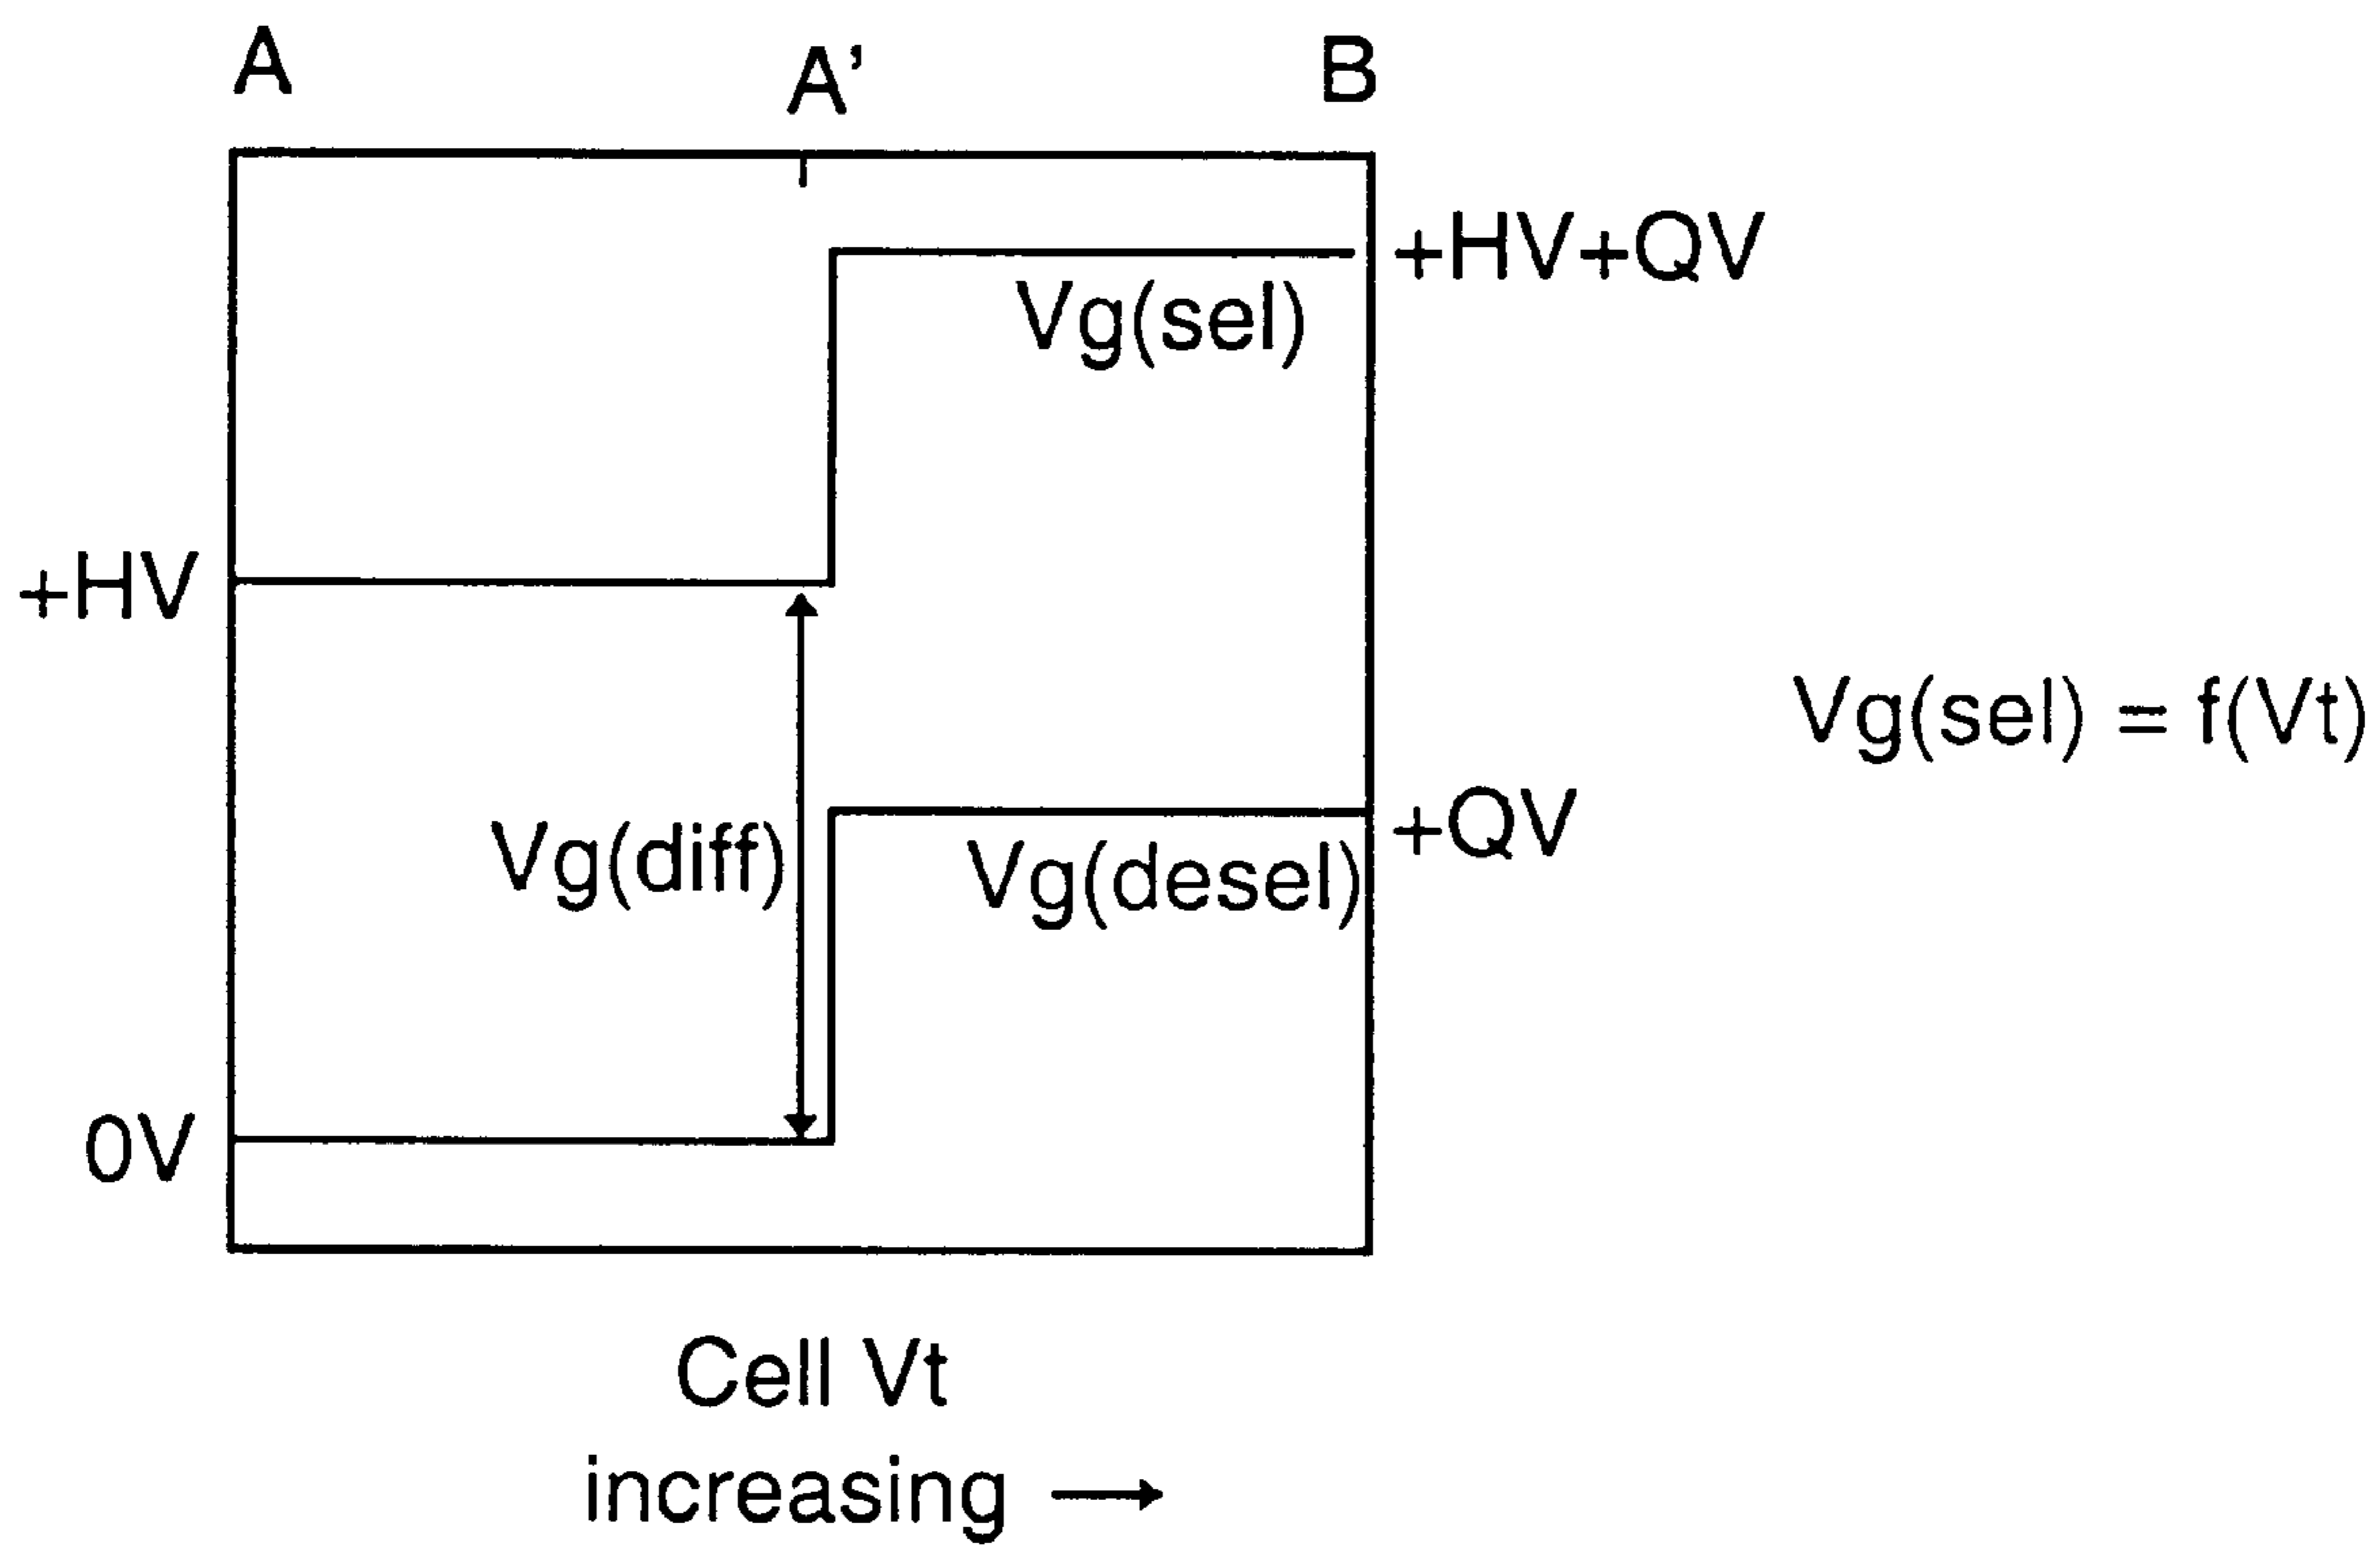 A
A’
B
+HV+QV
Vg(sel)
+HV
Vg(sel) = f(Vt)
+QV
Vg(diff)
Vg(desel)
0V
Cell Vt
increasing